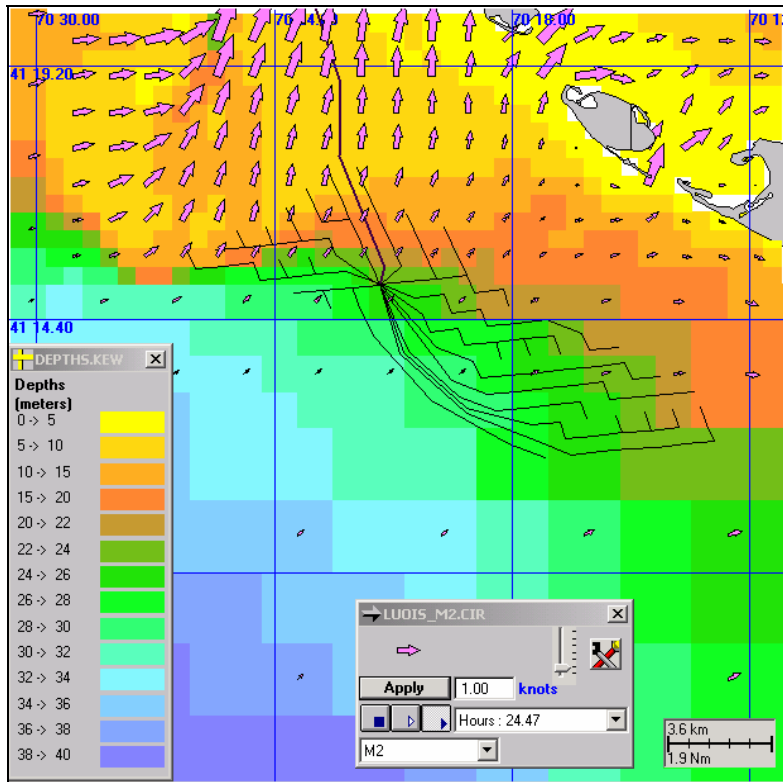 70 30.00
70 18.00
41 19.20
41 14.40
DEPTHS.KEW
Depths
(meters)
0 -> 5
5 -> 10
10 -> 15
15 -> 20
20 -> 22
22 -> 24
24 -> 26
26 -> 28
28 -> 30
30 -> 32
32 -> 34
34 -> 36
36 -> 38
38 -> 40
LUOIS_M2.CIR
Apply 1.00 knots
Hours : 24.47
M2
3.6 km
1.9 Nm